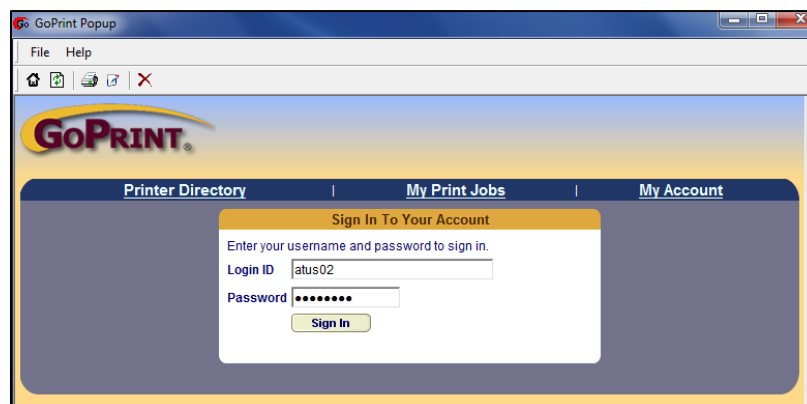 GoPrint Popup
File Help
GOPRINT®
Printer Directory | My Print Jobs | My Account
Sign In To Your Account
Enter your username and password to sign in.
Login ID atus02
Password ••••••••
Sign In